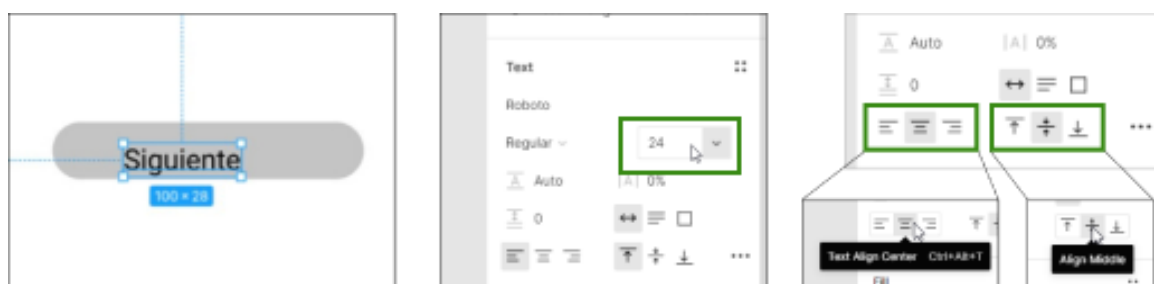 Siguiente
100 × 28
Text
Roboto
Regular
24
A Auto
|A| 0%
0
A Auto
|A| 0%
0
Text Align Center Ctrl+Alt+T
Align Middle
Fill